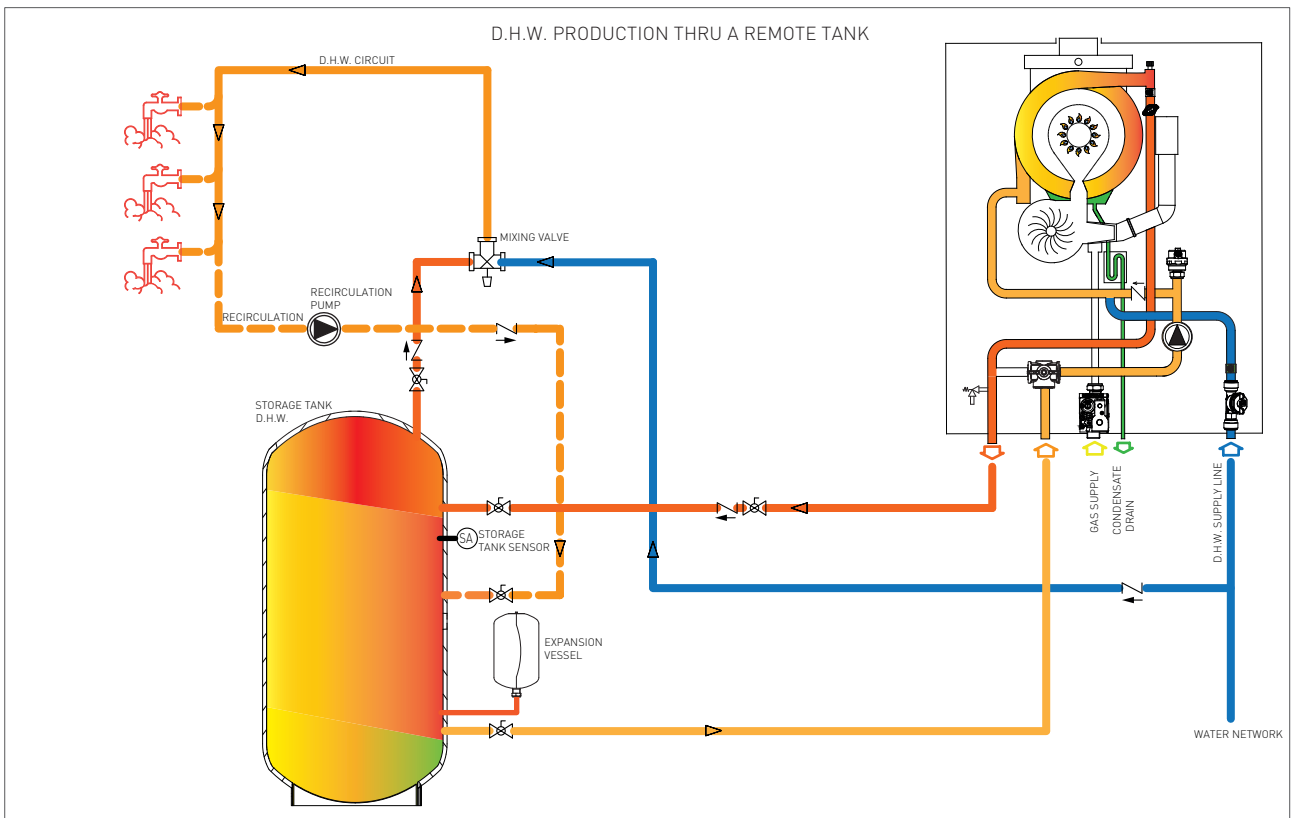 D.H.W. PRODUCTION THRU A REMOTE TANK
D.H.W. CIRCUIT
MIXING VALVE
RECIRCULATION
PUMP
RECIRCULATION
STORAGE TANK
D.H.W.
SA
STORAGE
TANK SENSOR
EXPANSION
VESSEL
GAS SUPPLY
CONDENSATE
DRAIN
D.H.W. SUPPLY LINE
WATER NETWORK